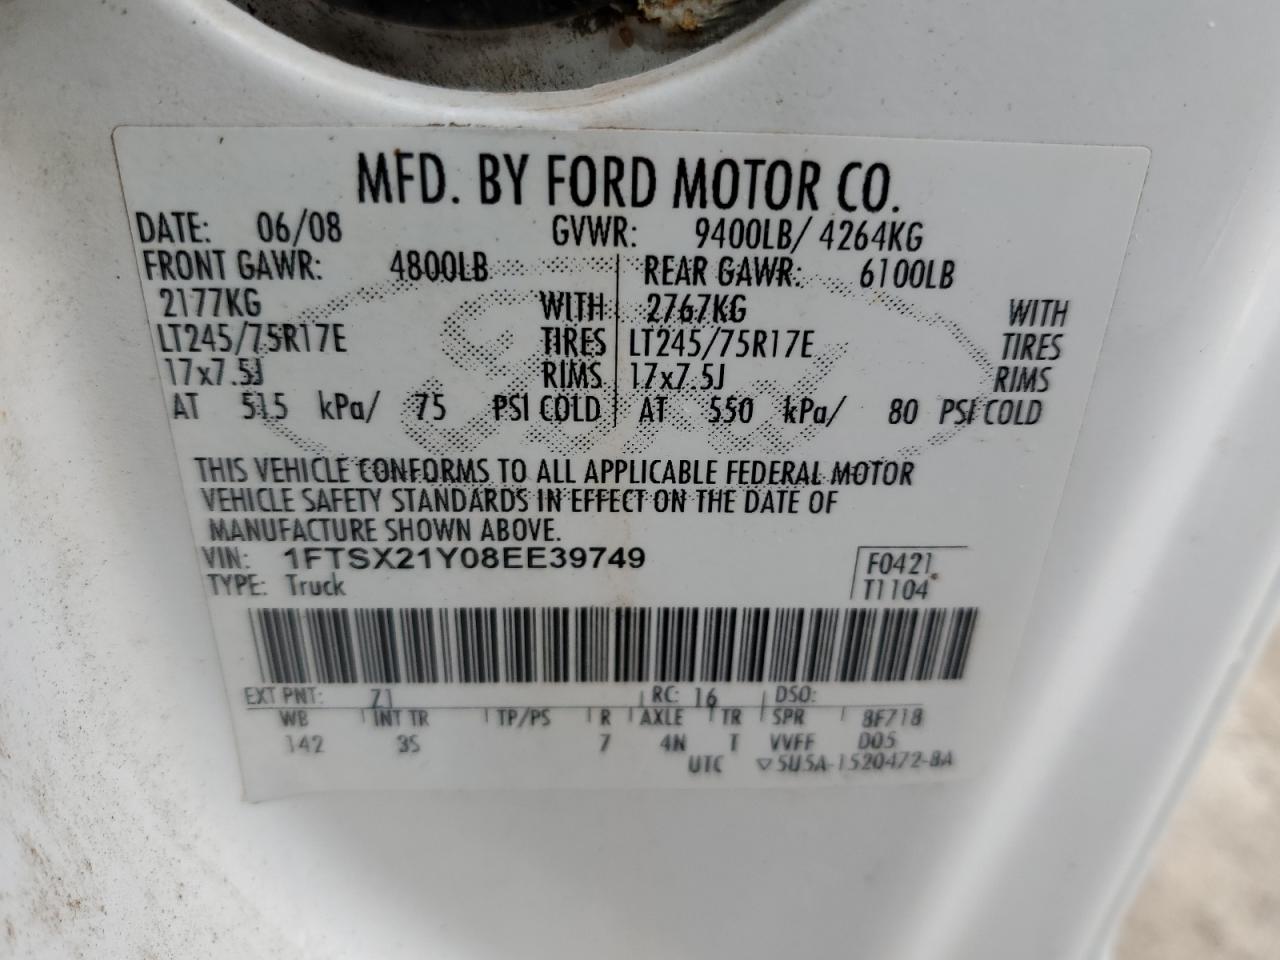 MFD. BY FORD MOTOR CO.
DATE: 06/08 GVWR: 9400LB/ 4264KG
FRONT GAWR: 4800LB REAR GAWR: 6100LB
2177KG WITH 2767KG WITH
LT245/75R17E TIRES LT245/75R17E TIRES
17x7.5J RIMS 17x7.5J RIMS
AT 515 kPa/ 75 PSI COLD AT 550 kPa/ 80 PSI COLD
THIS VEHICLE CONFORMS TO ALL APPLICABLE FEDERAL MOTOR
VEHICLE SAFETY STANDARDS IN EFFECT ON THE DATE OF
MANUFACTURE SHOWN ABOVE.
VIN: 1FTSX21Y08EE39749 F0421
TYPE: Truck T1104
EXT PNT: Z1 RC: 16 DSO:
WB INT TR TP/PS R AXLE TR SPR 8F718
142 3S 7 4N T VVFF D05
UTC ▽5U5A-1520472-BA